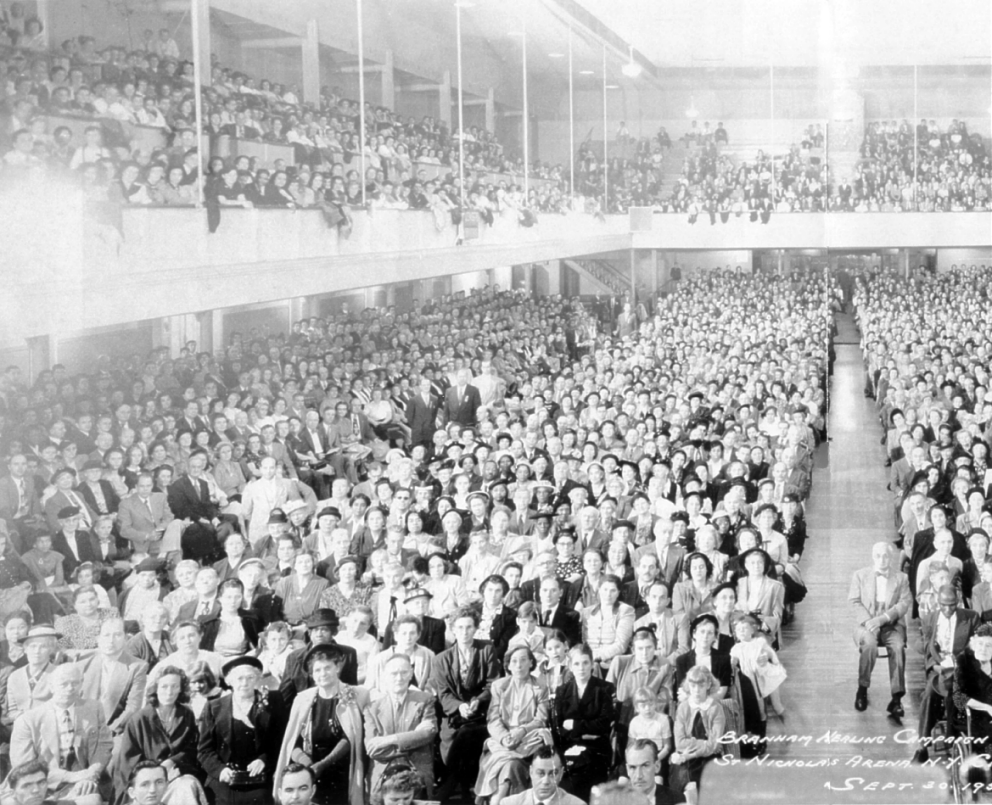 BRANHAM HEALING CAMPAIGN
ST NICHOLAS ARENA N.Y.
SEPT. 30.